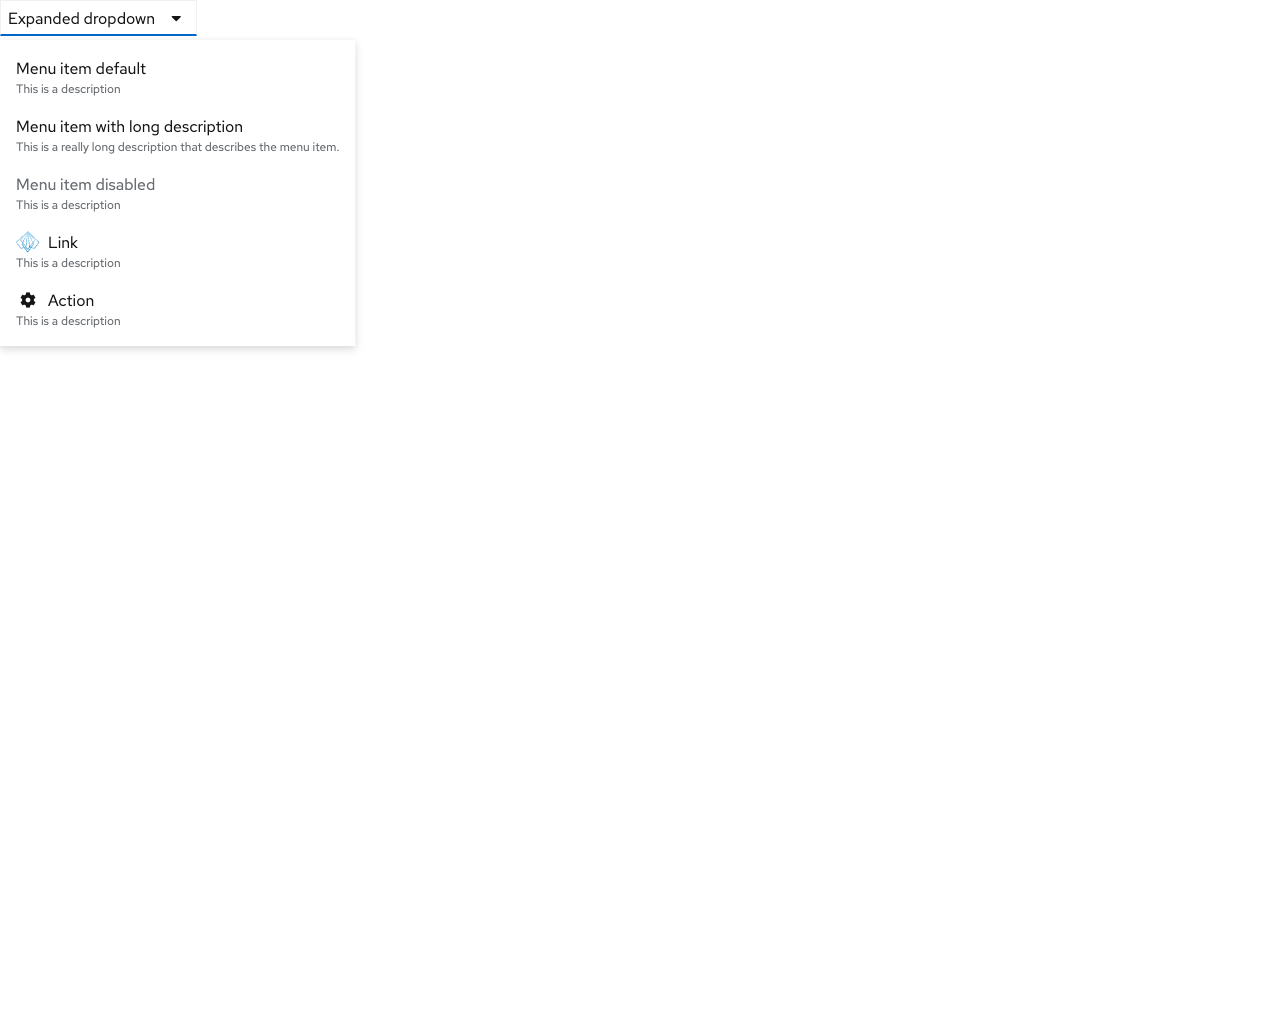 Expanded dropdown
Menu item default
This is a description
Menu item with long description
This is a really long description that describes the menu item.
Menu item disabled
This is a description
Link
This is a description
Action
This is a description